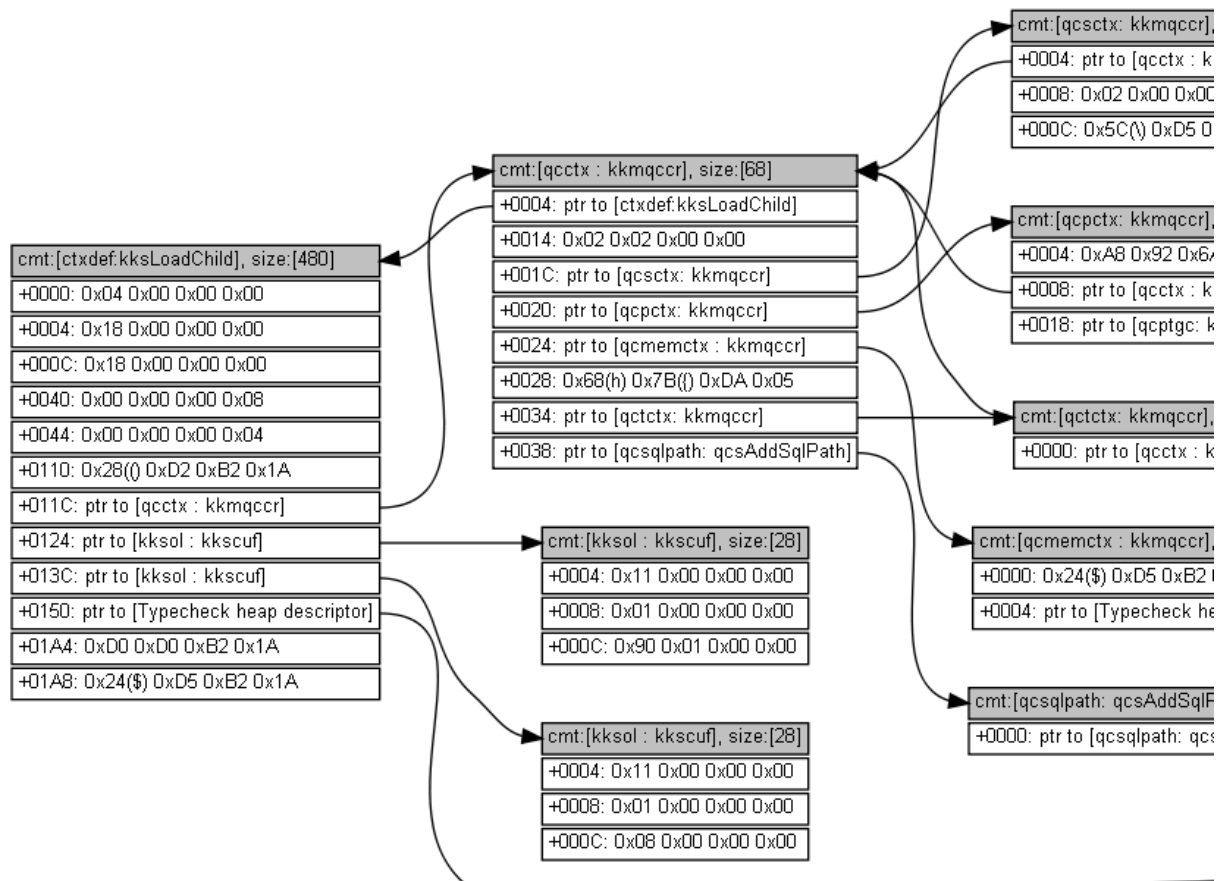 cmt:[ctxdef:kksLoadChild], size:[480]
+0000: 0x04 0x00 0x00 0x00
+0004: 0x18 0x00 0x00 0x00
+000C: 0x18 0x00 0x00 0x00
+0040: 0x00 0x00 0x00 0x08
+0044: 0x00 0x00 0x00 0x04
+0110: 0x28(() 0xD2 0xB2 0x1A
+011C: ptr to [qcctx : kkmqccr]
+0124: ptr to [kksol : kkscuf]
+013C: ptr to [kksol : kkscuf]
+0150: ptr to [Typecheck heap descriptor]
+01A4: 0xD0 0xD0 0xB2 0x1A
+01A8: 0x24($) 0xD5 0xB2 0x1A
cmt:[qcctx : kkmqccr], size:[68]
+0004: ptr to [ctxdef:kksLoadChild]
+0014: 0x02 0x02 0x00 0x00
+001C: ptr to [qcsctx: kkmqccr]
+0020: ptr to [qcpctx: kkmqccr]
+0024: ptr to [qcmemctx : kkmqccr]
+0028: 0x68(h) 0x7B({) 0xDA 0x05
+0034: ptr to [qctctx: kkmqccr]
+0038: ptr to [qcsqlpath: qcsAddSqlPath]
cmt:[kksol : kkscuf], size:[28]
+0004: 0x11 0x00 0x00 0x00
+0008: 0x01 0x00 0x00 0x00
+000C: 0x90 0x01 0x00 0x00
cmt:[kksol : kkscuf], size:[28]
+0004: 0x11 0x00 0x00 0x00
+0008: 0x01 0x00 0x00 0x00
+000C: 0x08 0x00 0x00 0x00
cmt:[qcsctx: kkmqccr],
+0004: ptr to [qcctx : k
+0008: 0x02 0x00 0x00
+000C: 0x5C(\) 0xD5 0
cmt:[qcpctx: kkmqccr],
+0004: 0xA8 0x92 0x6A
+0008: ptr to [qcctx : k
+0018: ptr to [qcptgc: k
cmt:[qctctx: kkmqccr],
+0000: ptr to [qcctx : k
cmt:[qcmemctx : kkmqccr],
+0000: 0x24($) 0xD5 0xB2
+0004: ptr to [Typecheck he
cmt:[qcsqlpath: qcsAddSqlP
+0000: ptr to [qcsqlpath: qcs